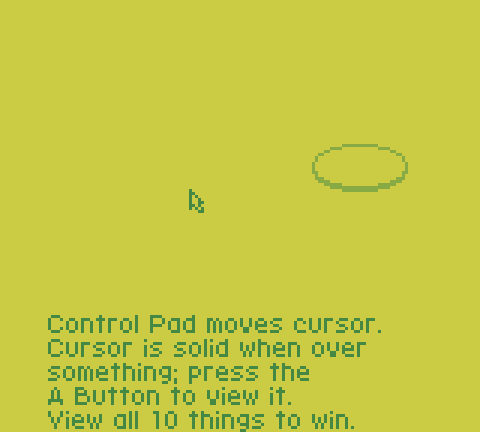 Control Pad moves cursor.
Cursor is solid when over
something; press the
A Button to view it.
View all 10 things to win.